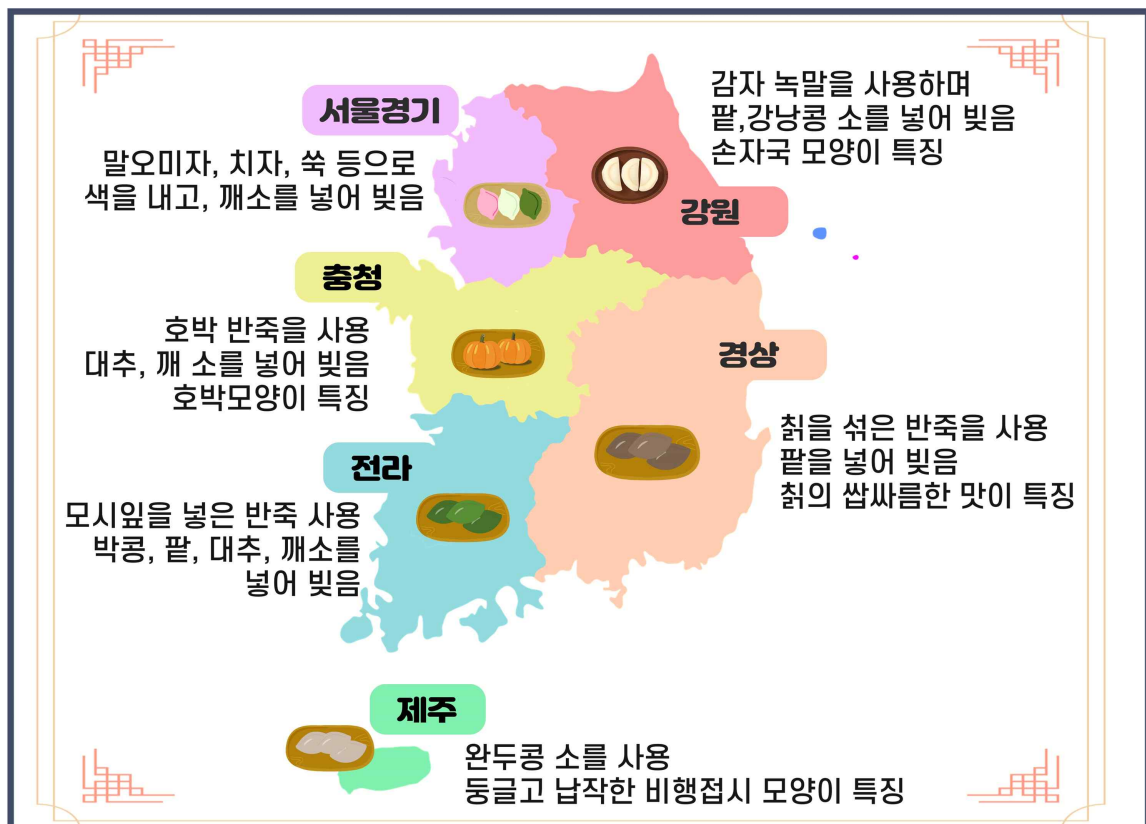 서울경기
말오미자, 치자, 쑥 등으로
색을 내고, 깨소를 넣어 빚음
감자 녹말을 사용하며
팥,강낭콩 소를 넣어 빚음
손자국 모양이 특징
강원
충청
호박 반죽을 사용
대추, 깨 소를 넣어 빚음
호박모양이 특징
경상
칡을 섞은 반죽을 사용
팥을 넣어 빚음
칡의 쌉싸름한 맛이 특징
전라
모시잎을 넣은 반죽 사용
박콩, 팥, 대추, 깨소를
넣어 빚음
제주
완두콩 소를 사용
둥글고 납작한 비행접시 모양이 특징